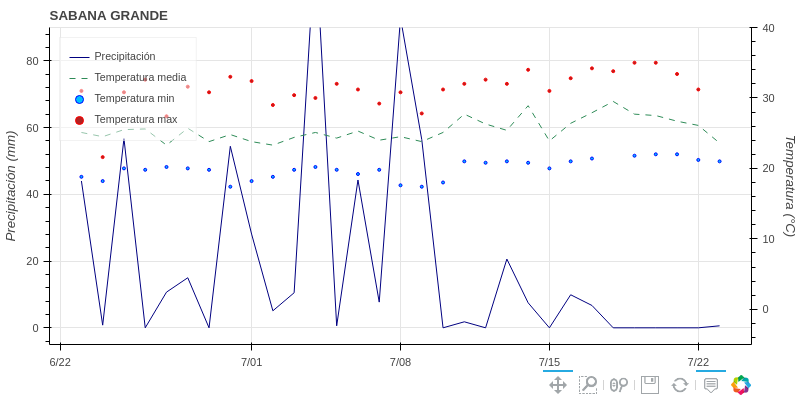 SABANA GRANDE
Precipitación
Temperatura media
Temperatura min
Temperatura max
80
60
40
20
0
Precipitación (mm)
40
30
20
10
0
Temperatura (°C)
6/22
7/01
7/08
7/15
7/22